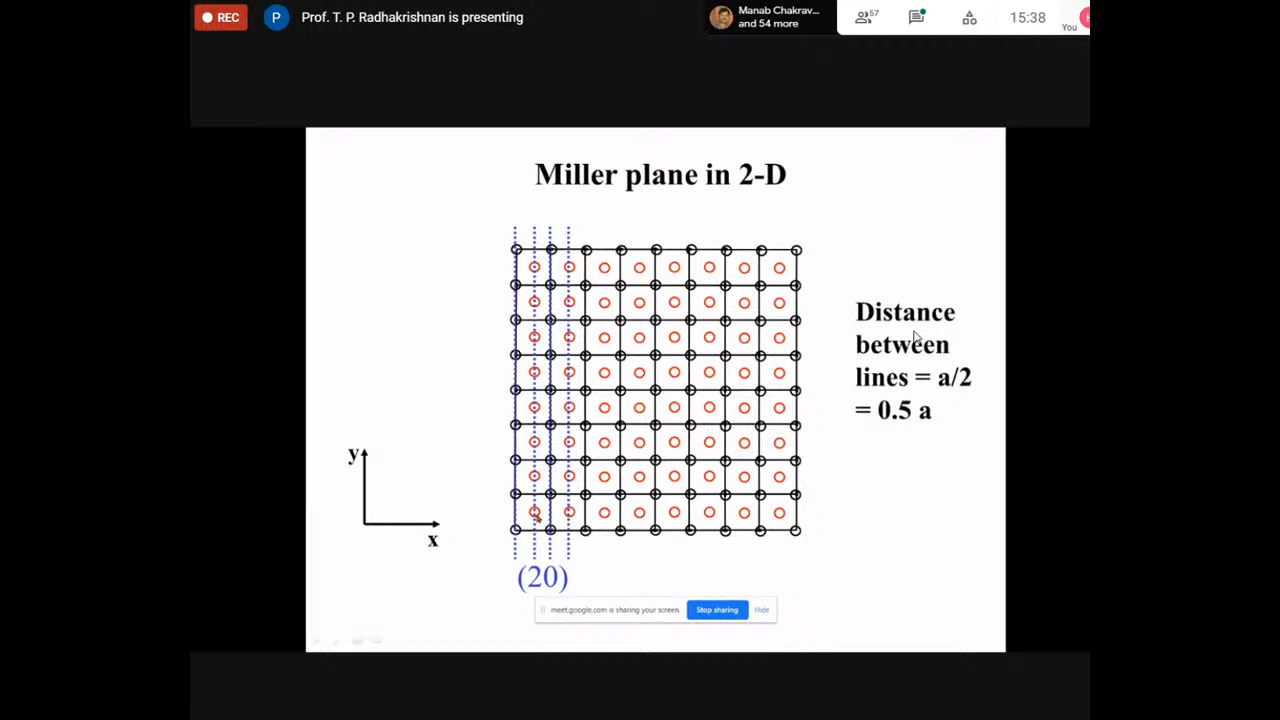 REC
P
Prof. T. P. Radhakrishnan is presenting
Manab Chakrav...
and 54 more
57
15:38
You
Miller plane in 2-D
Distance
between
lines = a/2
= 0.5 a
y
x
(20)
meet.google.com is sharing your screen.
Stop sharing
Hide